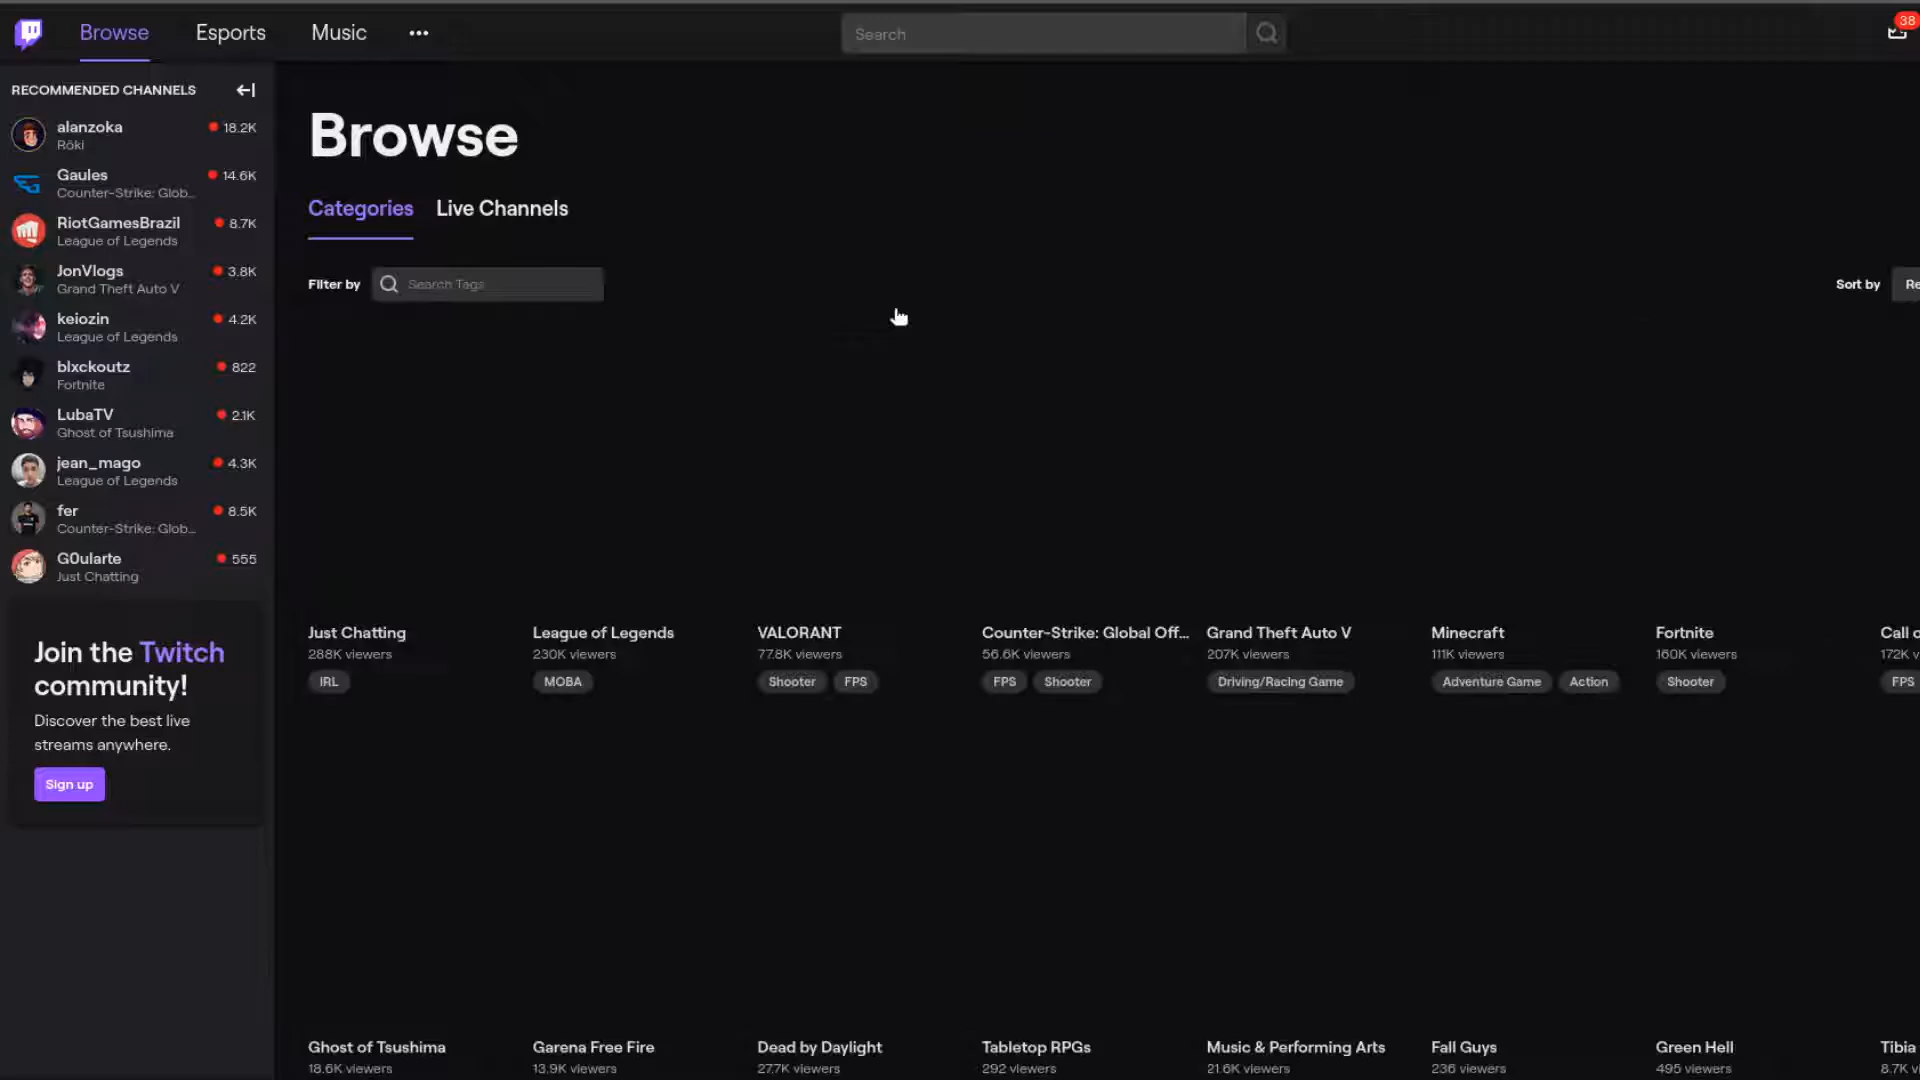 Browse
Esports
Music
Search
38
RECOMMENDED CHANNELS
alanzoka
18.2K
Röki
Gaules
14.6K
Counter-Strike: Glob...
RiotGamesBrazil
8.7K
League of Legends
JonVlogs
3.8K
Grand Theft Auto V
keiozin
4.2K
League of Legends
blxckoutz
822
Fortnite
LubaTV
2.1K
Ghost of Tsushima
jean_mago
4.3K
League of Legends
fer
8.5K
Counter-Strike: Glob...
G0ularte
555
Just Chatting
Join the Twitch
community!
Discover the best live
streams anywhere.
Sign up
Browse
Categories
Live Channels
Filter by
Search Tags
Sort by
Re
Just Chatting
288K viewers
IRL
League of Legends
230K viewers
MOBA
VALORANT
77.8K viewers
Shooter FPS
Counter-Strike: Global Off...
56.6K viewers
FPS Shooter
Grand Theft Auto V
207K viewers
Driving/Racing Game
Minecraft
111K viewers
Adventure Game Action
Fortnite
160K viewers
Shooter
Call o
172K v
FPS
Ghost of Tsushima
18.6K viewers
Garena Free Fire
13.9K viewers
Dead by Daylight
27.7K viewers
Tabletop RPGs
292 viewers
Music & Performing Arts
21.6K viewers
Fall Guys
236 viewers
Green Hell
495 viewers
Tibia
8.7K v